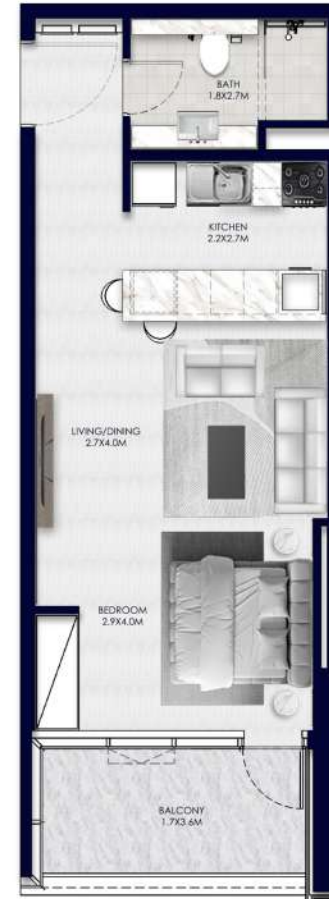 BATH
1.8X2.7M
KITCHEN
2.2X2.7M
LIVING/DINING
2.7X4.0M
BEDROOM
2.9X4.0M
BALCONY
1.7X3.6M